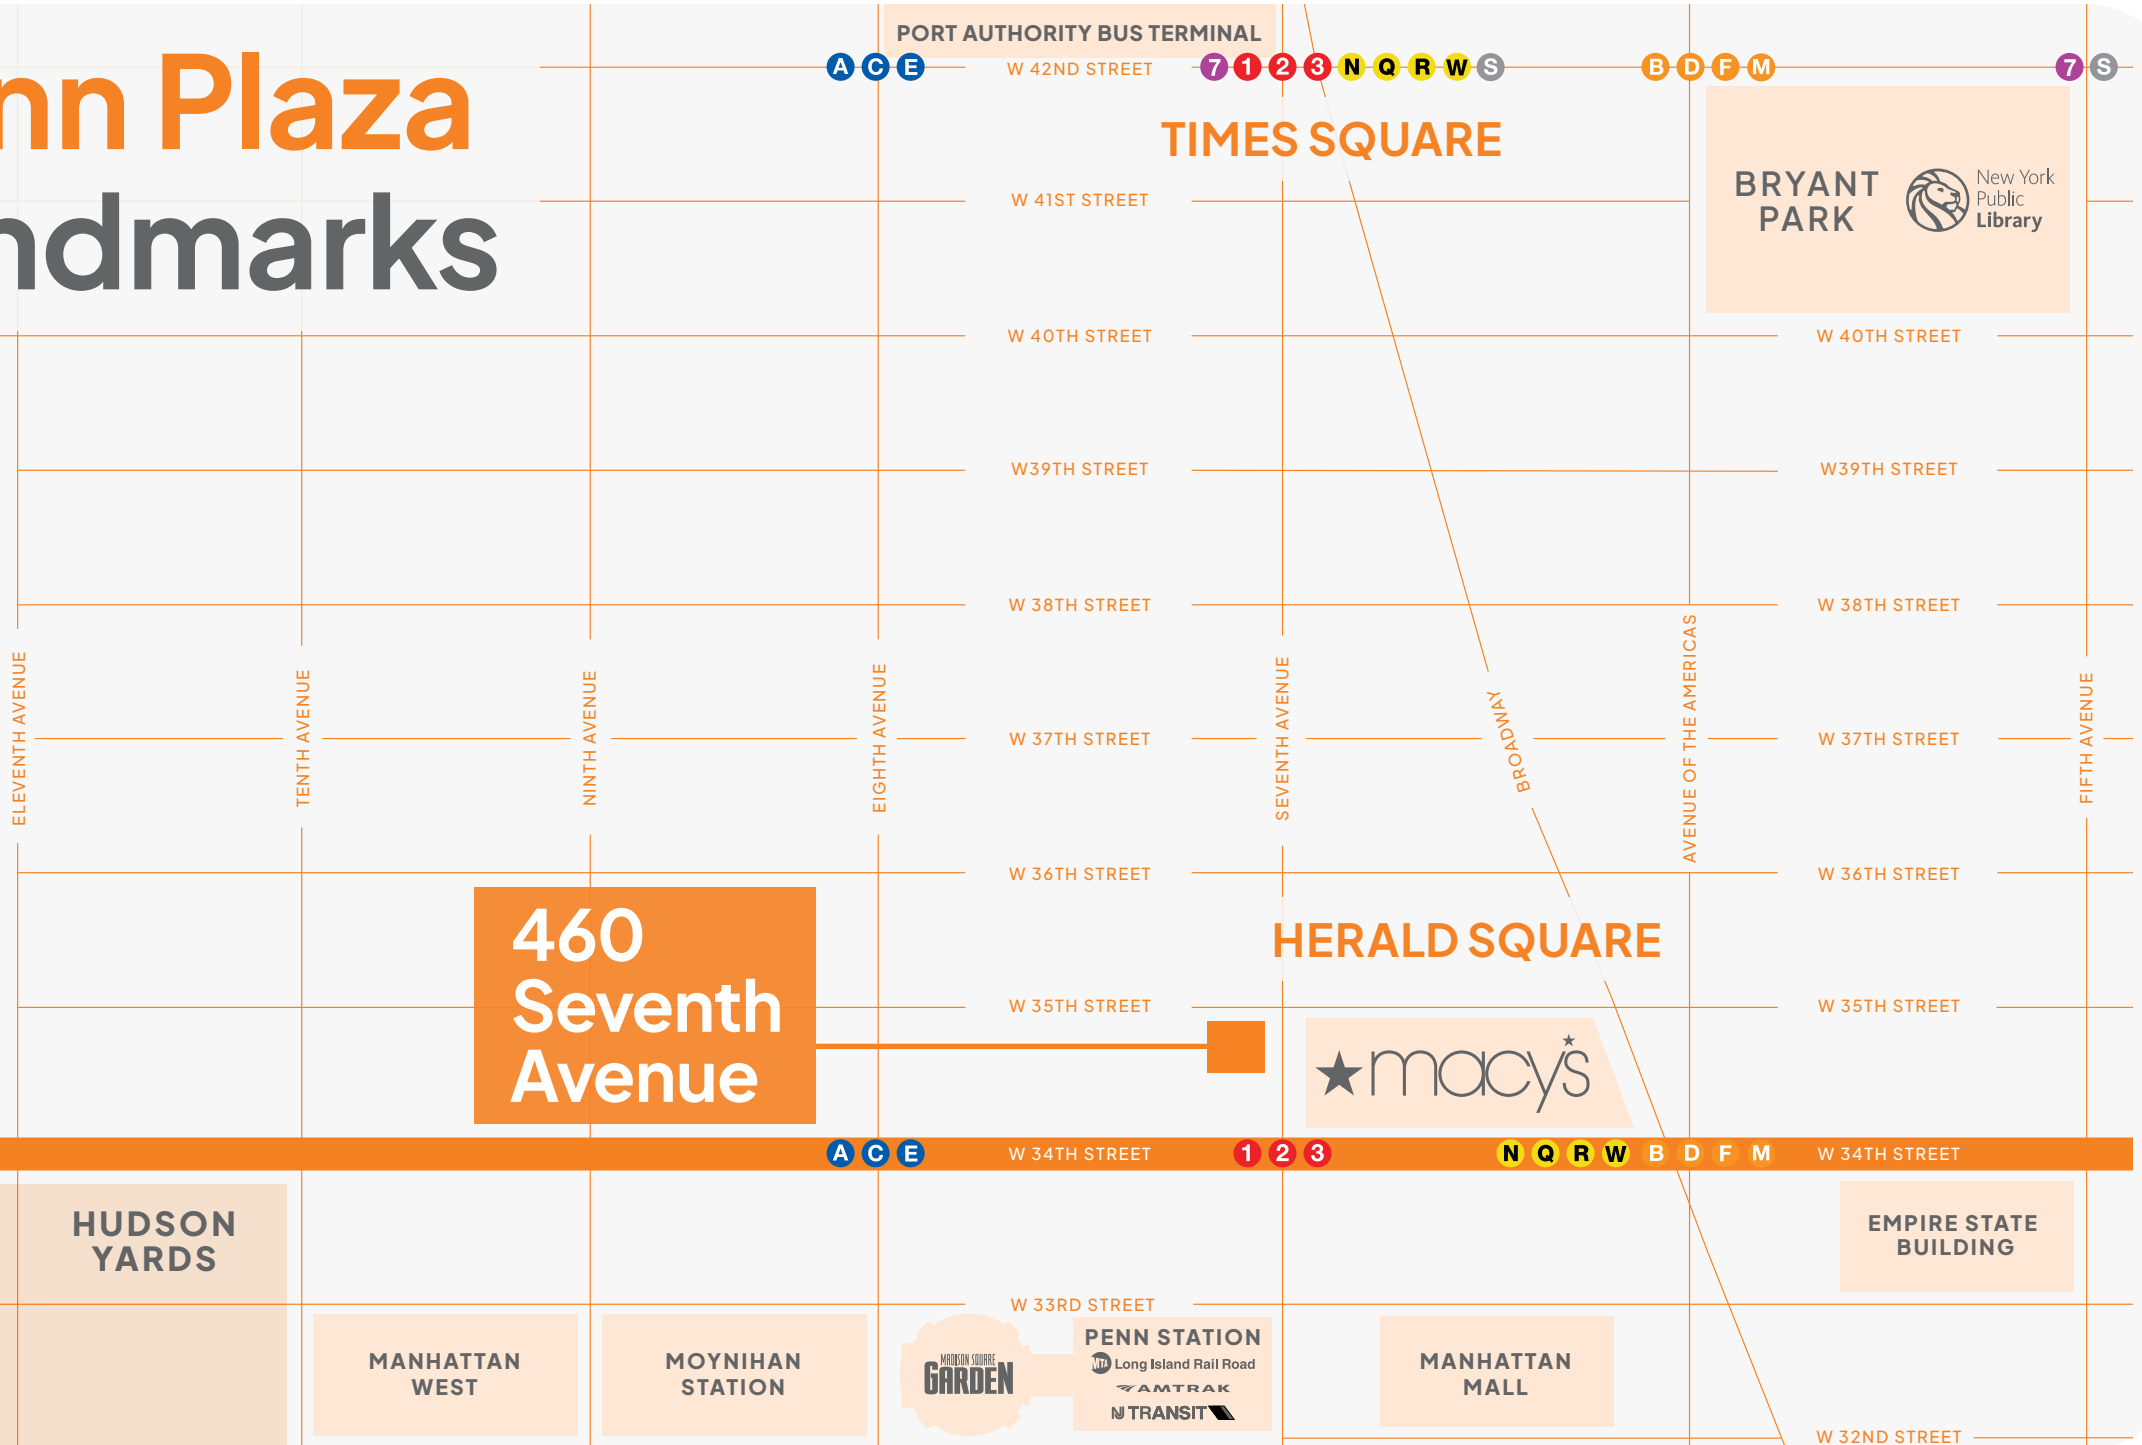 PORT AUTHORITY BUS TERMINAL
A C E
W 42ND STREET
7 1 2 3 N Q R W S
B D F M
7 S
nn Plaza
ndmarks
TIMES SQUARE
W 41ST STREET
BRYANT
PARK
New York
Public
Library
W 40TH STREET
W 40TH STREET
W39TH STREET
W39TH STREET
W 38TH STREET
W 38TH STREET
ELEVENTH AVENUE
TENTH AVENUE
NINTH AVENUE
EIGHTH AVENUE
SEVENTH AVENUE
BROADWAY
AVENUE OF THE AMERICAS
FIFTH AVENUE
W 37TH STREET
W 37TH STREET
W 36TH STREET
W 36TH STREET
460
Seventh
Avenue
HERALD SQUARE
W 35TH STREET
W 35TH STREET
macy's
A C E
W 34TH STREET
1 2 3
N Q R W B D F M
W 34TH STREET
HUDSON
YARDS
EMPIRE STATE
BUILDING
W 33RD STREET
MANHATTAN
WEST
MOYNIHAN
STATION
MADISON SQUARE
GARDEN
PENN STATION
MTA Long Island Rail Road
AMTRAK
NJ TRANSIT
MANHATTAN
MALL
W 32ND STREET